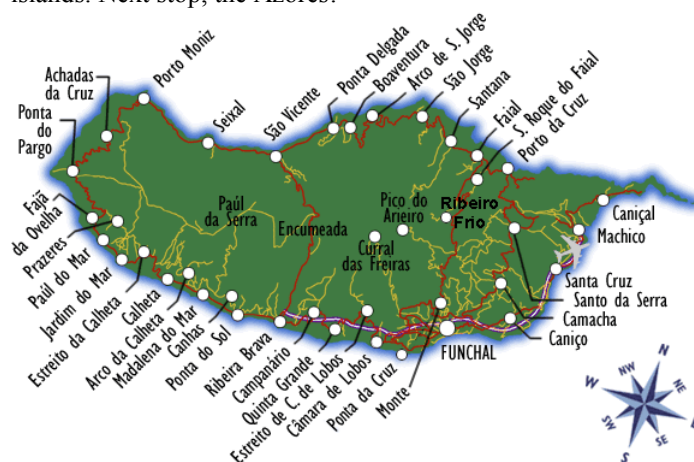 islands. Next stop, the Azores!
Porto Moniz
Achadas
da Cruz
Ponta
do
Pargo
Seixal
São Vicente
Ponta Delgada
Boaventura
Arco de S. Jorge
São Jorge
Santana
Faial
S. Roque do Faial
Porto da Cruz
Fajã
da Ovelha
Prazeres
Paúl do Mar
Jardim do Mar
Estreito da Calheta
Calheta
Arco da Calheta
Madalena do Mar
Canhas
Ponta do Sol
Ribeira Brava
Campanário
Quinta Grande
Estreito de C. de Lobos
Câmara de Lobos
Ponta da Cruz
Monte
FUNCHAL
Paúl
da Serra
Encumeada
Pico do
Arieiro
Curral
das Freiras
Ribeiro
Frio
Caniçal
Machico
Santa Cruz
Santo da Serra
Camacha
Caniço
N
NW
W
SW
S
SE
E